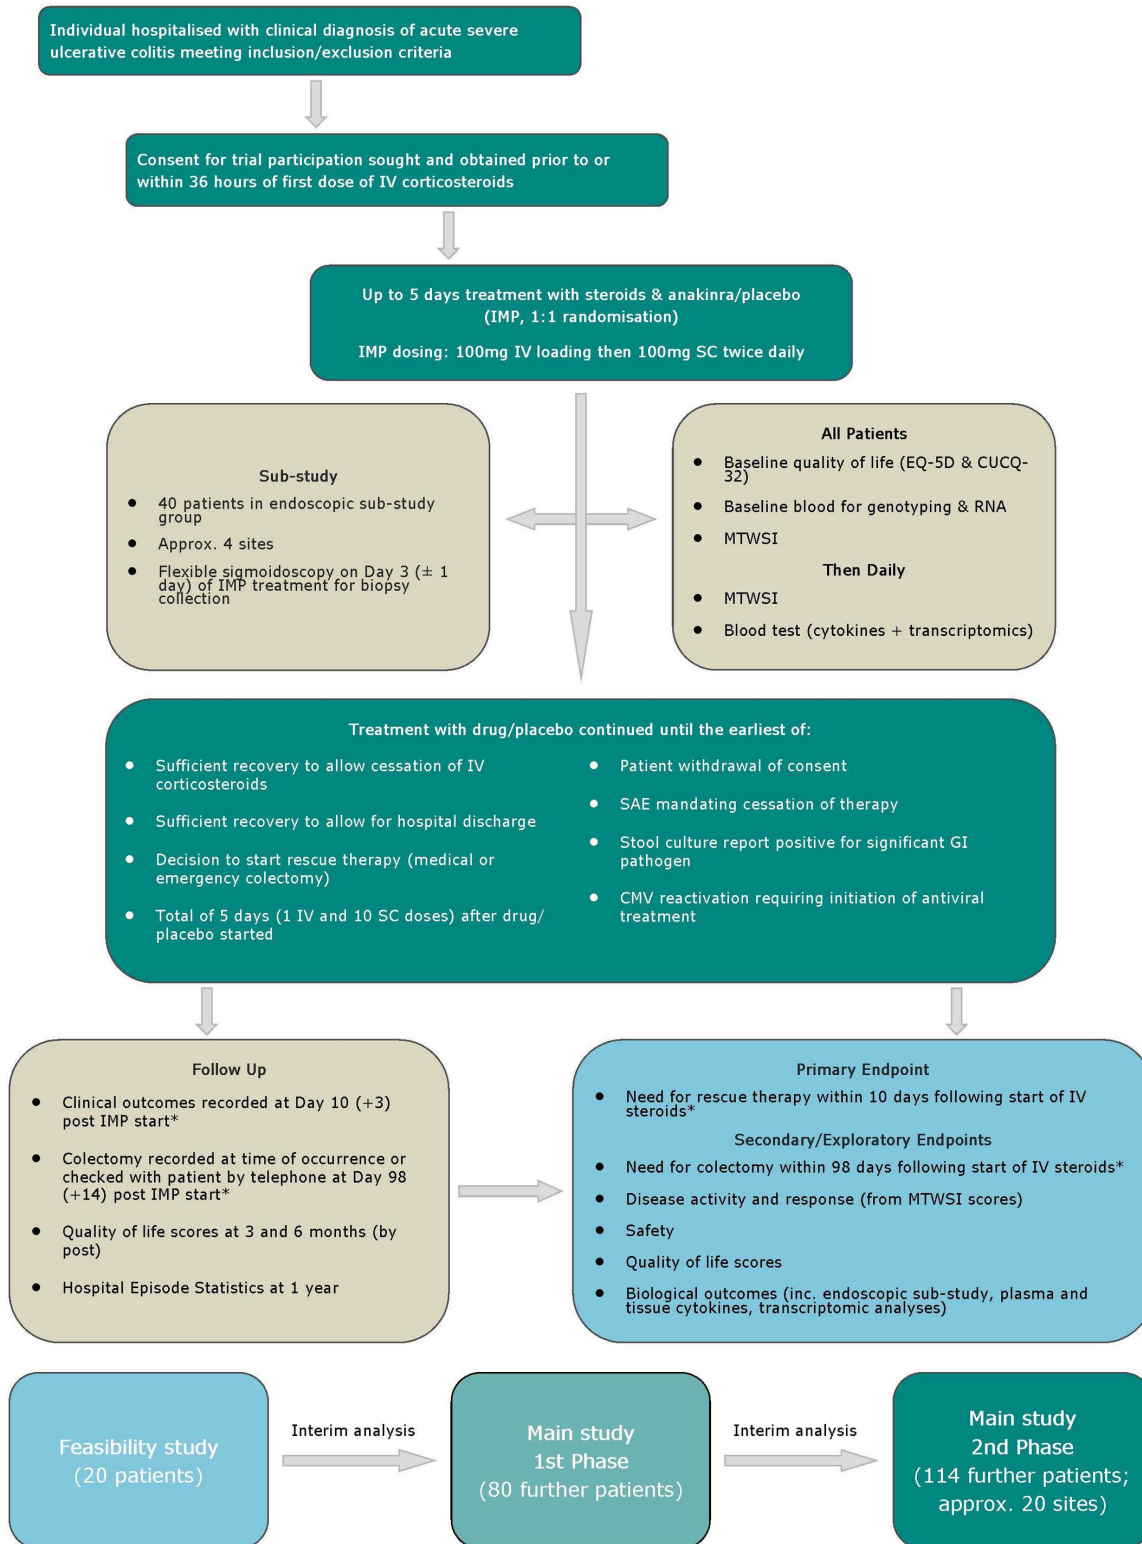 Individual hospitalised with clinical diagnosis of acute severe
ulcerative colitis meeting inclusion/exclusion criteria
Consent for trial participation sought and obtained prior to or
within 36 hours of first dose of IV corticosteroids
Up to 5 days treatment with steroids & anakinra/placebo
(IMP, 1:1 randomisation)
IMP dosing: 100mg IV loading then 100mg SC twice daily
Sub-study
● 40 patients in endoscopic sub-study
group
● Approx. 4 sites
● Flexible sigmoidoscopy on Day 3 (± 1
day) of IMP treatment for biopsy
collection
All Patients
● Baseline quality of life (EQ-5D & CUCQ-
32)
● Baseline blood for genotyping & RNA
● MTWSI
Then Daily
● MTWSI
● Blood test (cytokines + transcriptomics)
Treatment with drug/placebo continued until the earliest of:
● Sufficient recovery to allow cessation of IV
corticosteroids
● Sufficient recovery to allow for hospital discharge
● Decision to start rescue therapy (medical or
emergency colectomy)
● Total of 5 days (1 IV and 10 SC doses) after drug/
placebo started
● Patient withdrawal of consent
● SAE mandating cessation of therapy
● Stool culture report positive for significant GI
pathogen
● CMV reactivation requiring initiation of antiviral
treatment
Follow Up
● Clinical outcomes recorded at Day 10 (+3)
post IMP start*
● Colectomy recorded at time of occurrence or
checked with patient by telephone at Day 98
(+14) post IMP start*
● Quality of life scores at 3 and 6 months (by
post)
● Hospital Episode Statistics at 1 year
Primary Endpoint
● Need for rescue therapy within 10 days following start of IV
steroids*
Secondary/Exploratory Endpoints
● Need for colectomy within 98 days following start of IV steroids*
● Disease activity and response (from MTWSI scores)
● Safety
● Quality of life scores
● Biological outcomes (inc. endoscopic sub-study, plasma and
tissue cytokines, transcriptomic analyses)
Feasibility study
(20 patients)
Interim analysis
Main study
1st Phase
(80 further patients)
Interim analysis
Main study
2nd Phase
(114 further patients;
approx. 20 sites)